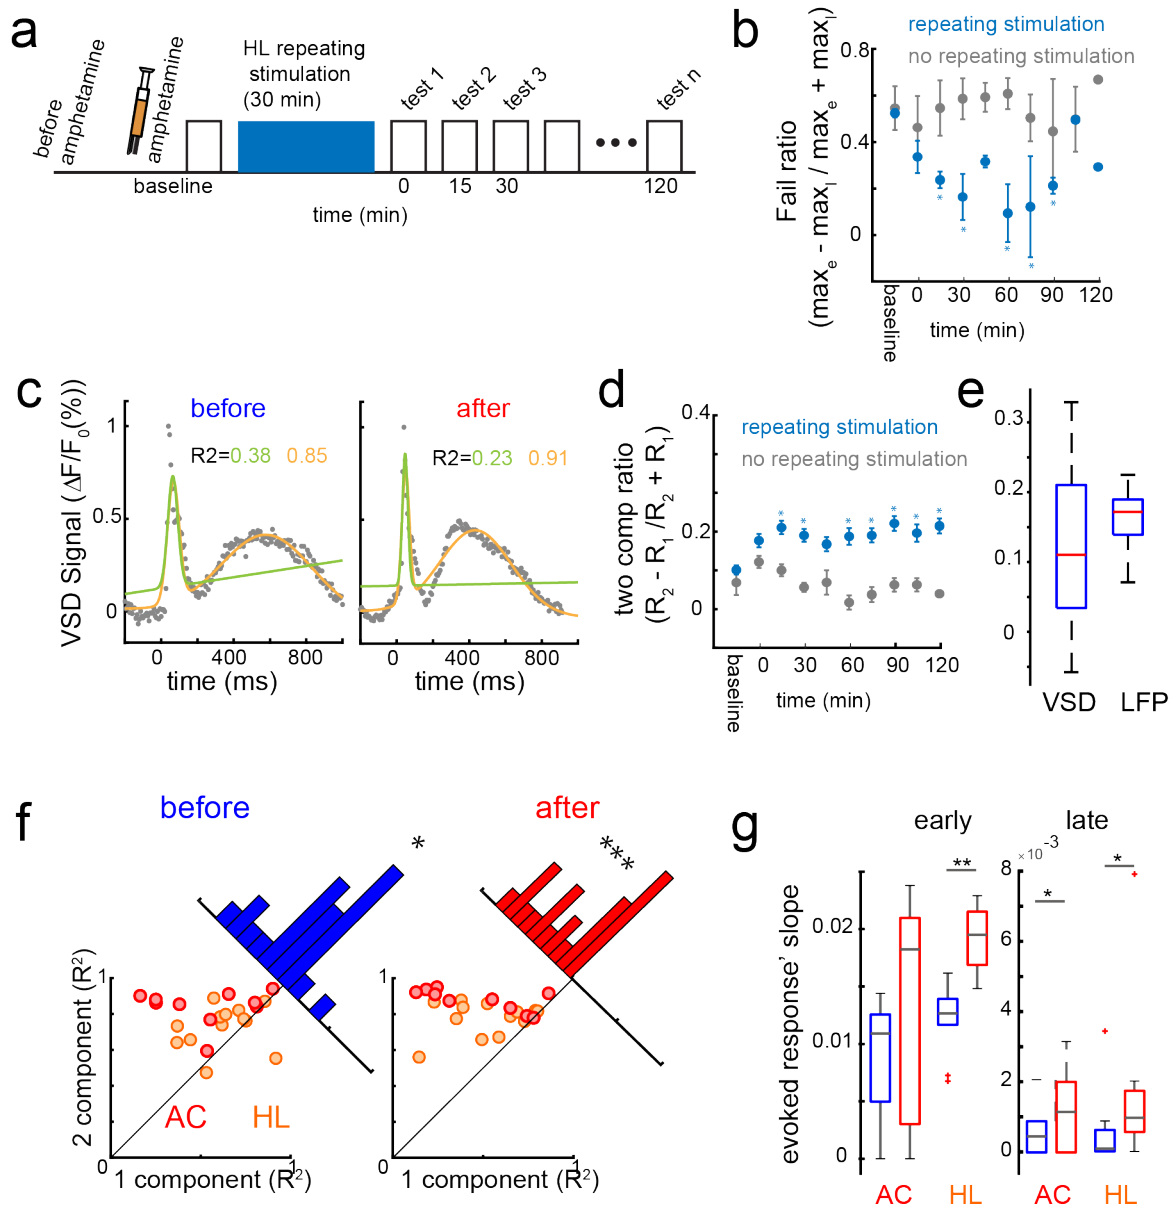 a
before
amphetamine
amphetamine
HL repeating
stimulation
(30 min)
test 1
test 2
test 3
test n
baseline
0
15
30
120
time (min)
b
repeating stimulation
no repeating stimulation
Fail ratio
(maxe - maxl / maxe + maxl)
0.8
0.4
0
*
*
*
*
*
baseline
0
30
60
90
120
time (min)
c
VSD Signal (ΔF/F0(%))
before
R2=0.38 0.85
1
0.5
0
0
400
800
time (ms)
after
R2=0.23 0.91
0
400
800
time (ms)
d
two comp ratio
(R2 - R1 /R2 + R1)
repeating stimulation
no repeating stimulation
0.4
0.2
0
* * * * * * *
baseline
0
30
60
90
120
time (min)
e
0.3
0.2
0.1
0
VSD
LFP
f
before
*
2 component (R2)
1
AC
HL
0
1
1 component (R2)
after
***
1
0
1
1 component (R2)
g
early
late
evoked response’ slope
0.02
0.01
0
**
AC
HL
×10-3
8
6
4
2
0
*
*
AC
HL